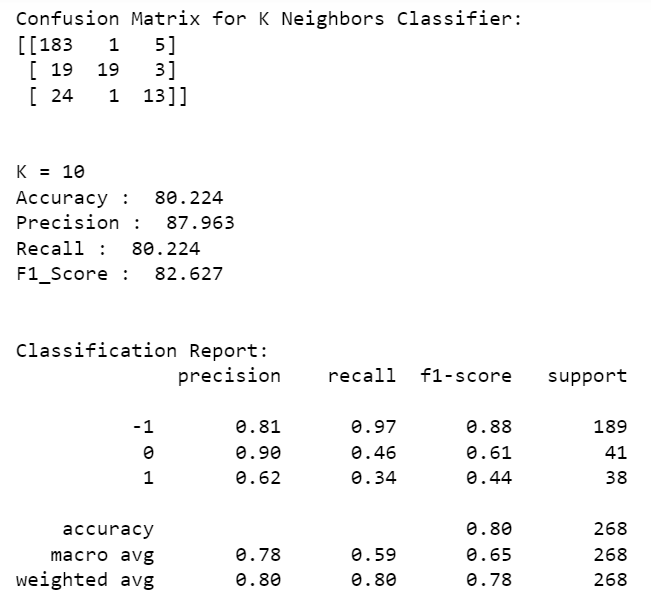 Confusion Matrix for K Neighbors Classifier:
[[183   1   5]
 [ 19  19   3]
 [ 24   1  13]]
K = 10
Accuracy :  80.224
Precision :  87.963
Recall :  80.224
F1_Score :  82.627
Classification Report:
              precision    recall  f1-score   support
          -1       0.81      0.97      0.88       189
           0       0.90      0.46      0.61        41
           1       0.62      0.34      0.44        38
    accuracy                           0.80       268
   macro avg       0.78      0.59      0.65       268
weighted avg       0.80      0.80      0.78       268